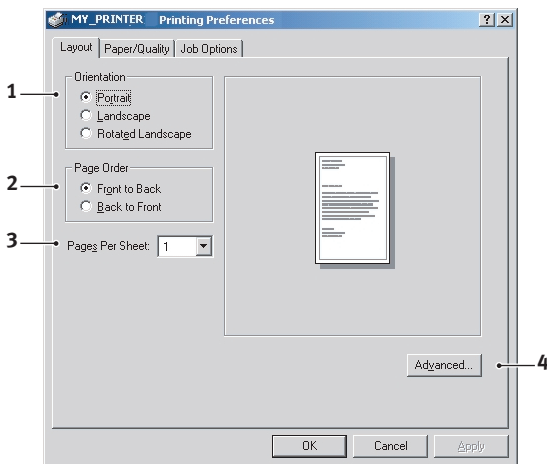 MY_PRINTER Printing Preferences
Layout Paper/Quality Job Options
Orientation
1
Portrait
Landscape
Rotated Landscape
Page Order
2
Front to Back
Back to Front
3
Pages Per Sheet: 1
Advanced...
4
OK Cancel Apply